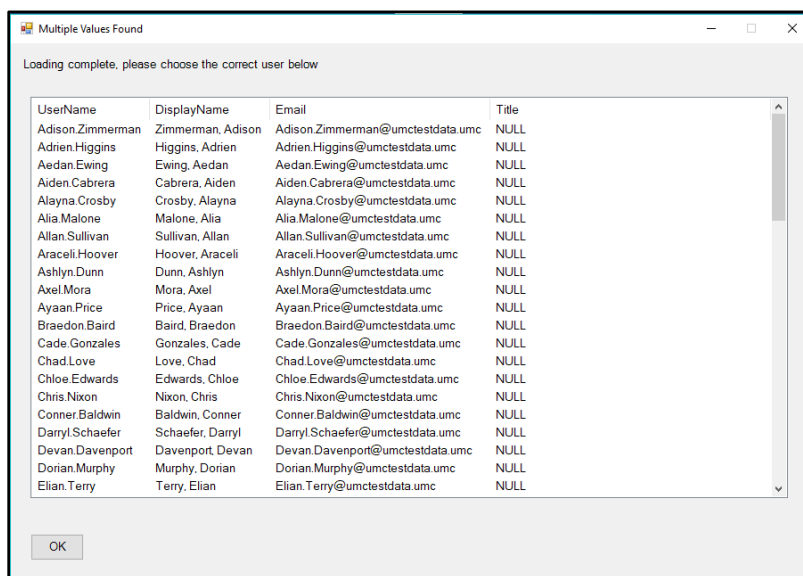 Multiple Values Found
Loading complete, please choose the correct user below
UserName DisplayName Email Title
Adison.Zimmerman Zimmerman, Adison Adison.Zimmerman@umctestdata.umc NULL
Adrien.Higgins Higgins, Adrien Adrien.Higgins@umctestdata.umc NULL
Aedan.Ewing Ewing, Aedan Aedan.Ewing@umctestdata.umc NULL
Aiden.Cabrera Cabrera, Aiden Aiden.Cabrera@umctestdata.umc NULL
Alayna.Crosby Crosby, Alayna Alayna.Crosby@umctestdata.umc NULL
Alia.Malone Malone, Alia Alia.Malone@umctestdata.umc NULL
Allan.Sullivan Sullivan, Allan Allan.Sullivan@umctestdata.umc NULL
Araceli.Hoover Hoover, Araceli Araceli.Hoover@umctestdata.umc NULL
Ashlyn.Dunn Dunn, Ashlyn Ashlyn.Dunn@umctestdata.umc NULL
Axel.Mora Mora, Axel Axel.Mora@umctestdata.umc NULL
Ayaan.Price Price, Ayaan Ayaan.Price@umctestdata.umc NULL
Braedon.Baird Baird, Braedon Braedon.Baird@umctestdata.umc NULL
Cade.Gonzales Gonzales, Cade Cade.Gonzales@umctestdata.umc NULL
Chad.Love Love, Chad Chad.Love@umctestdata.umc NULL
Chloe.Edwards Edwards, Chloe Chloe.Edwards@umctestdata.umc NULL
Chris.Nixon Nixon, Chris Chris.Nixon@umctestdata.umc NULL
Conner.Baldwin Baldwin, Conner Conner.Baldwin@umctestdata.umc NULL
Darryl.Schaefer Schaefer, Darryl Darryl.Schaefer@umctestdata.umc NULL
Devan.Davenport Davenport, Devan Devan.Davenport@umctestdata.umc NULL
Dorian.Murphy Murphy, Dorian Dorian.Murphy@umctestdata.umc NULL
Elian.Terry Terry, Elian Elian.Terry@umctestdata.umc NULL
OK